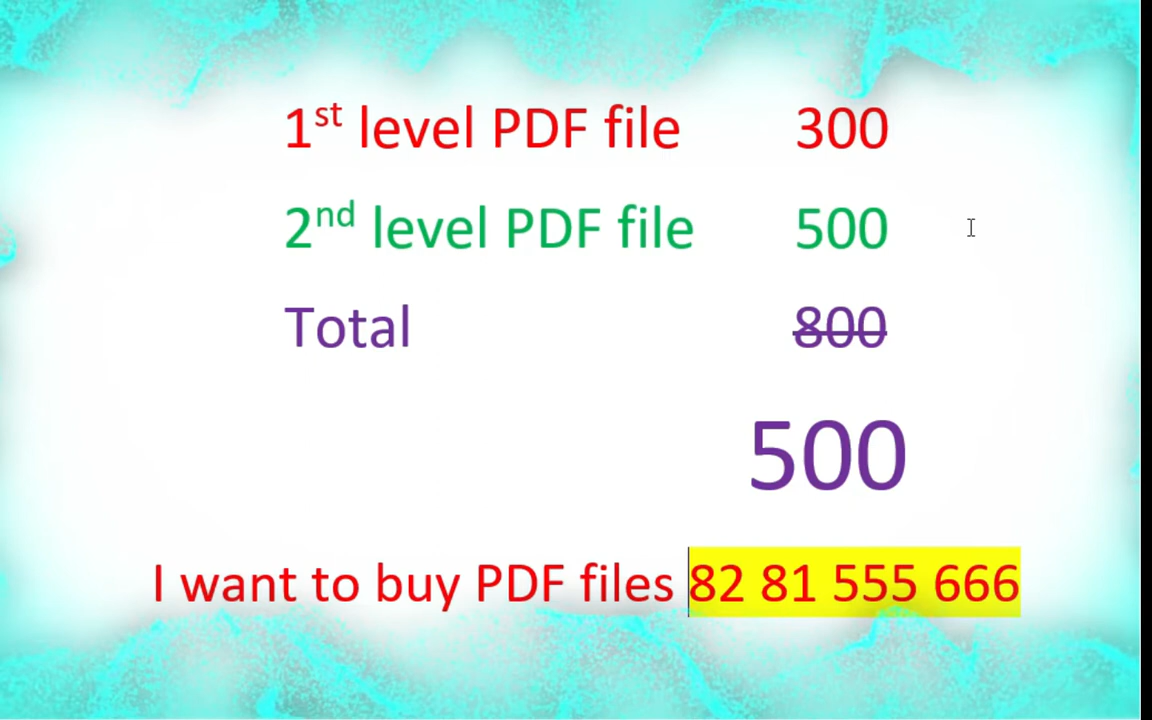 1st level PDF file 300
2nd level PDF file 500
Total 800
500
I want to buy PDF files 82 81 555 666